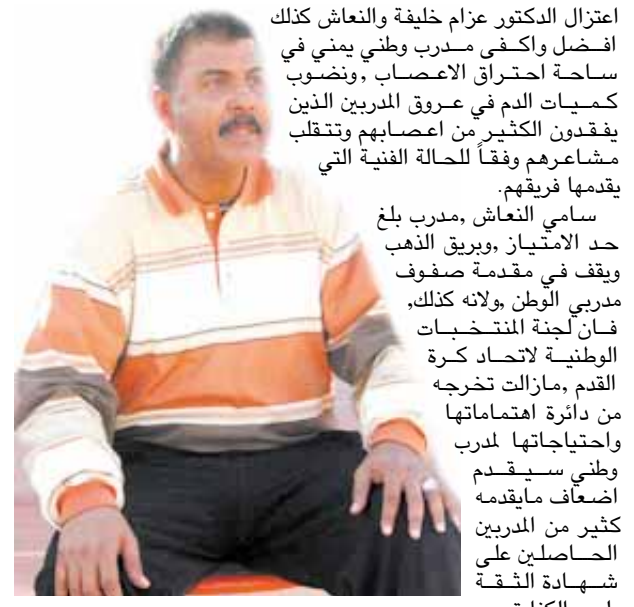 اعتزال الدكتور عزام خليفة والنعاش كذلك
افضل واكفى مدرب وطني يمني في
ساحة احتراق الاعصاب ,ونضوب
كميات الدم في عروق المدربين الذين
يفقدون الكثير من اعصابهم وتتقلب
مشاعرهم وفقاً للحالة الفنية التي
يقدمها فريقهم.
سامي النعاش ,مدرب بلغ
حد الامتياز ,وبريق الذهب
ويقف في مقدمة صفوف
مدربي الوطن ,ولانه كذلك,
فان لجنة المنتخبات
الوطنية لاتحاد كرة
القدم ,مازالت تخرجه
من دائرة اهتماماتها
واحتياجاتها لمدرب
وطني سيقدم
اضعاف مايقدمه
كثير من المدربين
الحاصلين على
شهادة الثقة